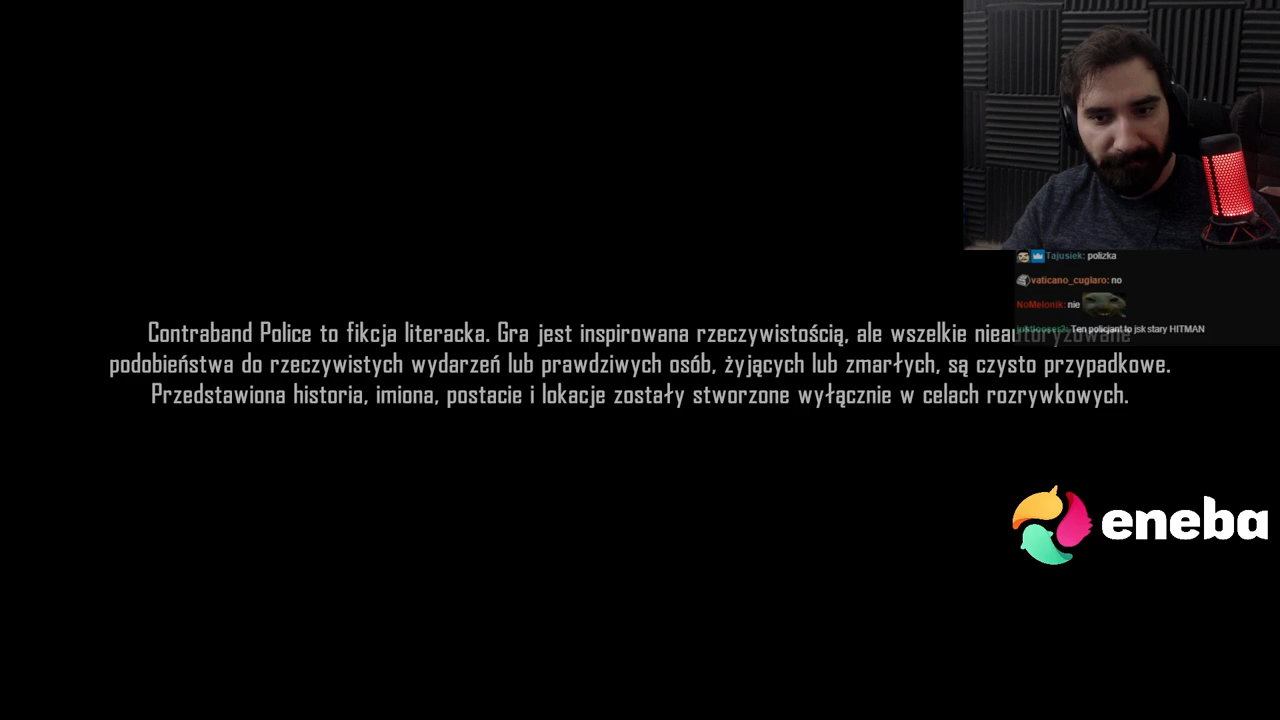 Tajusiek: polizka
vaticano_cuglaro: no
NoMelonik: nie
Ten policjant to jsk stary HITMAN
Contraband Police to fikcja literacka. Gra jest inspirowana rzeczywistością, ale wszelkie nieautoryzowane
podobieństwa do rzeczywistych wydarzeń lub prawdziwych osób, żyjących lub zmarłych, są czysto przypadkowe.
Przedstawiona historia, imiona, postacie i lokacje zostały stworzone wyłącznie w celach rozrywkowych.
eneba